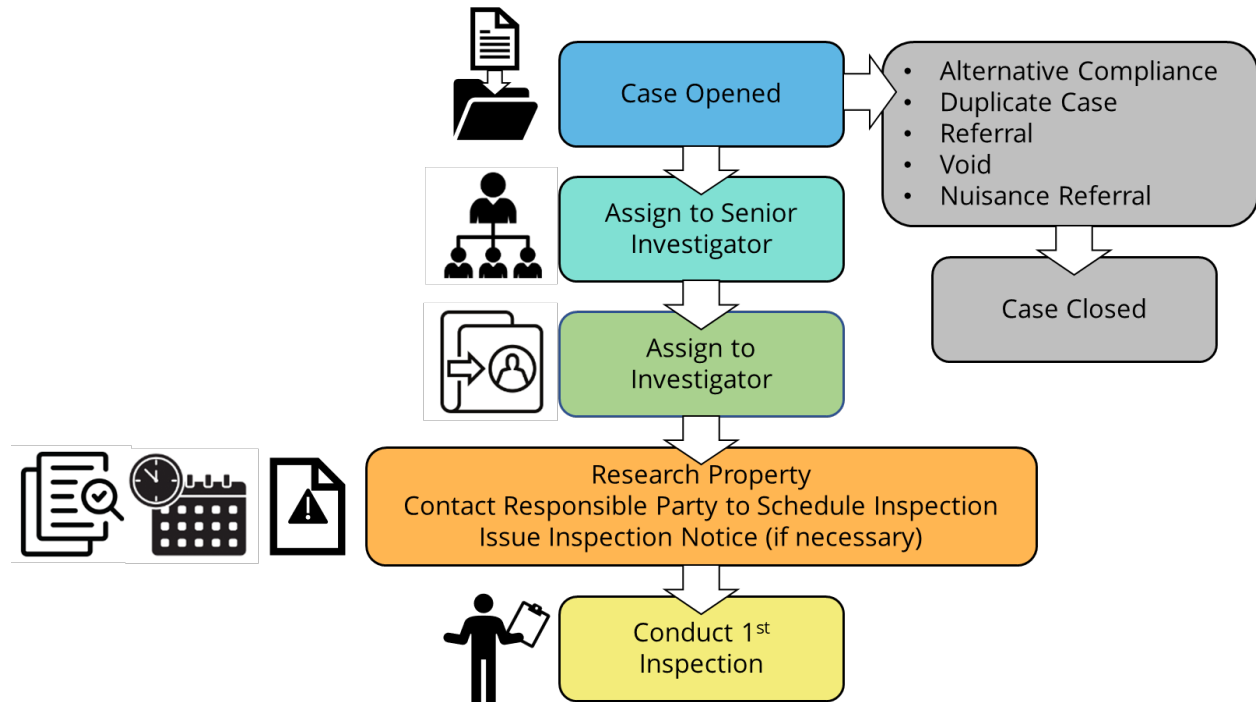 Case Opened
• Alternative Compliance
• Duplicate Case
• Referral
• Void
• Nuisance Referral
Assign to Senior
Investigator
Case Closed
Assign to
Investigator
Research Property
Contact Responsible Party to Schedule Inspection
Issue Inspection Notice (if necessary)
Conduct 1st
Inspection